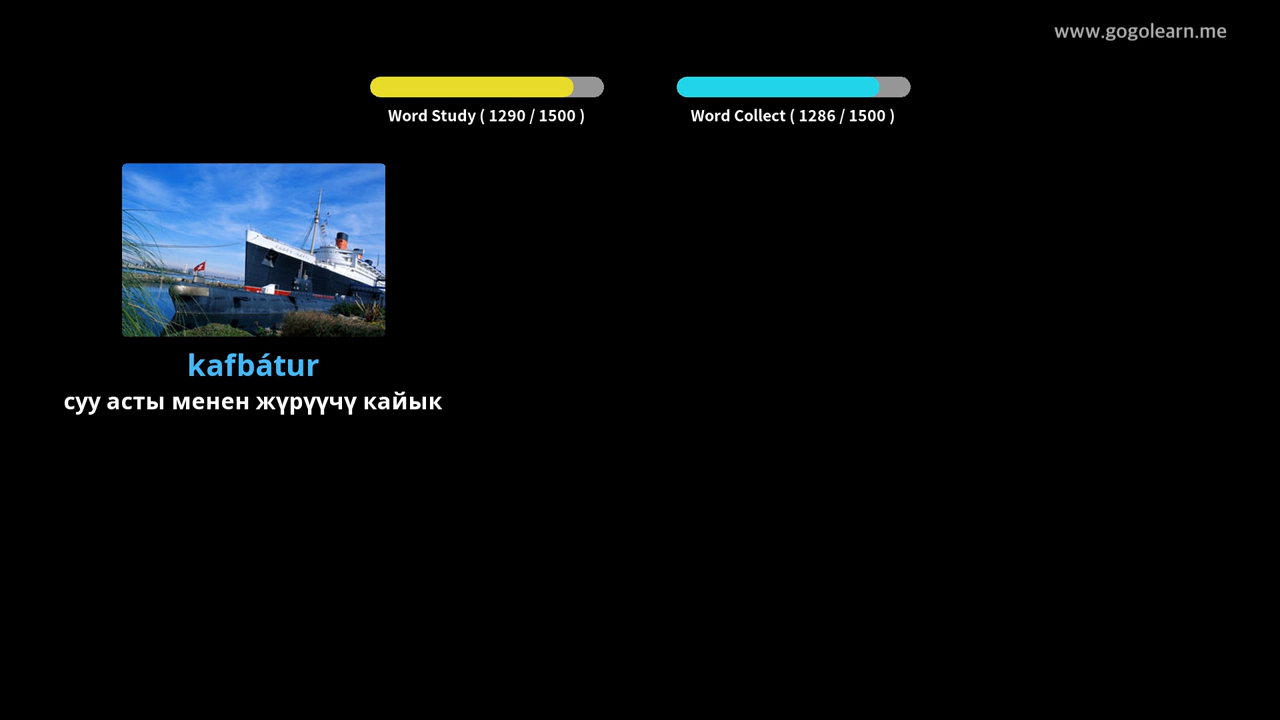 www.gogolearn.me
Word Study ( 1290 / 1500 )
Word Collect ( 1286 / 1500 )
kafbátur
суу асты менен жүрүүчү кайык